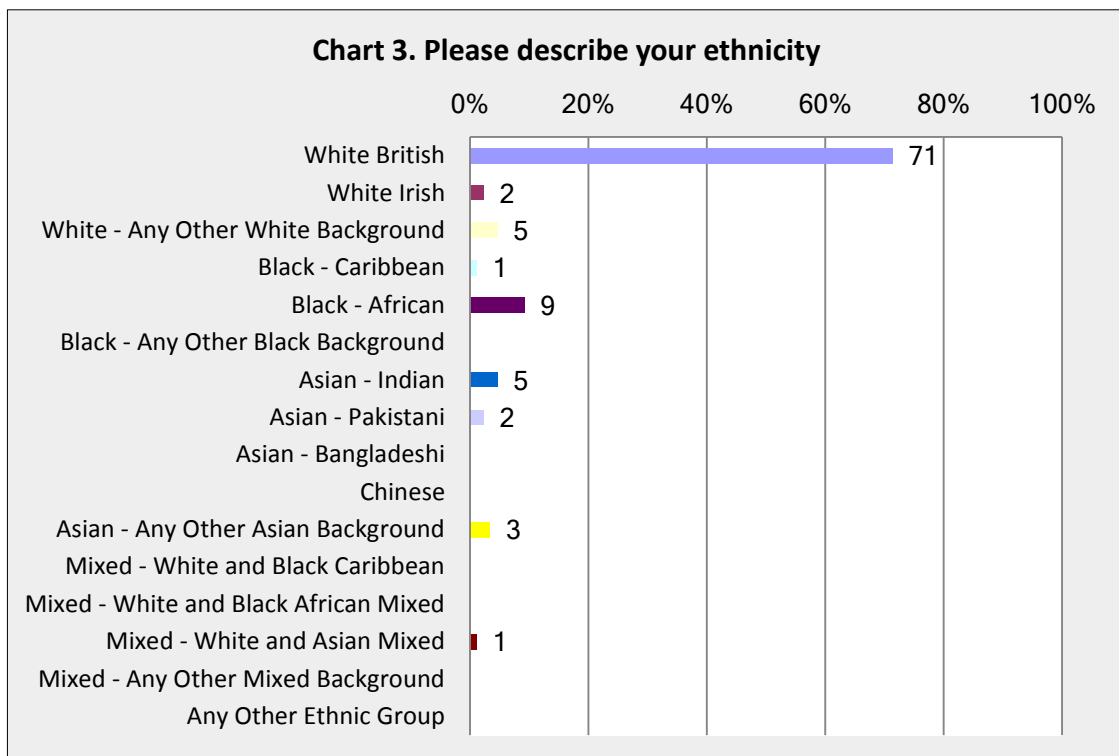 Chart 3. Please describe your ethnicity
0% 20% 40% 60% 80% 100%
White British 71
White Irish 2
White - Any Other White Background 5
Black - Caribbean 1
Black - African 9
Black - Any Other Black Background
Asian - Indian 5
Asian - Pakistani 2
Asian - Bangladeshi
Chinese
Asian - Any Other Asian Background 3
Mixed - White and Black Caribbean
Mixed - White and Black African Mixed
Mixed - White and Asian Mixed 1
Mixed - Any Other Mixed Background
Any Other Ethnic Group